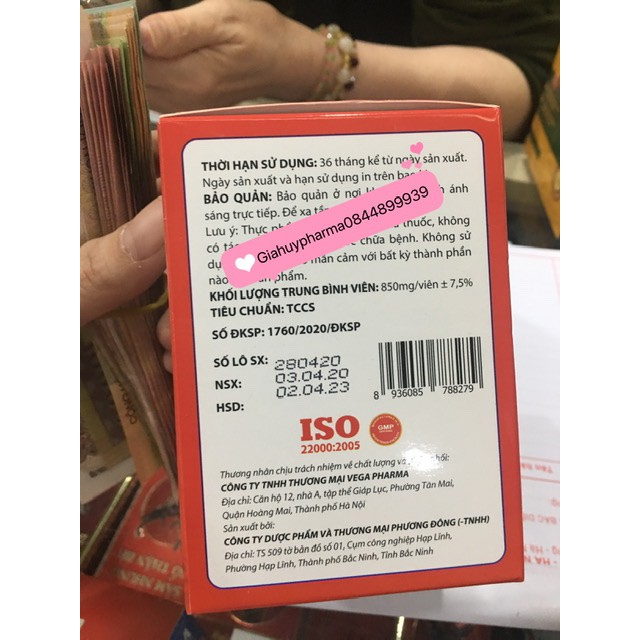 THỜI HẠN SỬ DỤNG: 36 tháng kể từ ngày sản xuất.
Ngày sản xuất và hạn sử dụng in trên bao
BẢO QUẢN: Bảo quản ở nơi ánh
sáng trực tiếp. Để xa tầ
Giahuypharma0844899939
Lưu ý: Thực phẩ thuốc, không
có tác chữa bệnh. Không sử
dụ mẫn cảm với bất kỳ thành phần
nào phẩm.
KHỐI LƯỢNG TRUNG BÌNH VIÊN: 850mg/viên ± 7,5%
TIÊU CHUẨN: TCCS
SỐ ĐKSP: 1760/2020/ĐKSP
SỐ LÔ SX: 280420
NSX: 03.04.20
HSD: 02.04.23
8 936085 788279
ISO
22000:2005
GMP
Thương nhân chịu trách nhiệm về chất lượng và phân phối:
CÔNG TY TNHH THƯƠNG MẠI VEGA PHARMA
Địa chỉ: Căn hộ 12, nhà A, tập thể Giáp Lục, Phường Tân Mai,
Quận Hoàng Mai, Thành phố Hà Nội
Sản xuất bởi:
CÔNG TY DƯỢC PHẨM VÀ THƯƠNG MẠI PHƯƠNG ĐÔNG (-TNHH)
Địa chỉ: TS 509 tờ bản đồ số 01, Cụm công nghiệp Hạp Lĩnh,
Phường Hạp Lĩnh, Thành phố Bắc Ninh, Tỉnh Bắc Ninh